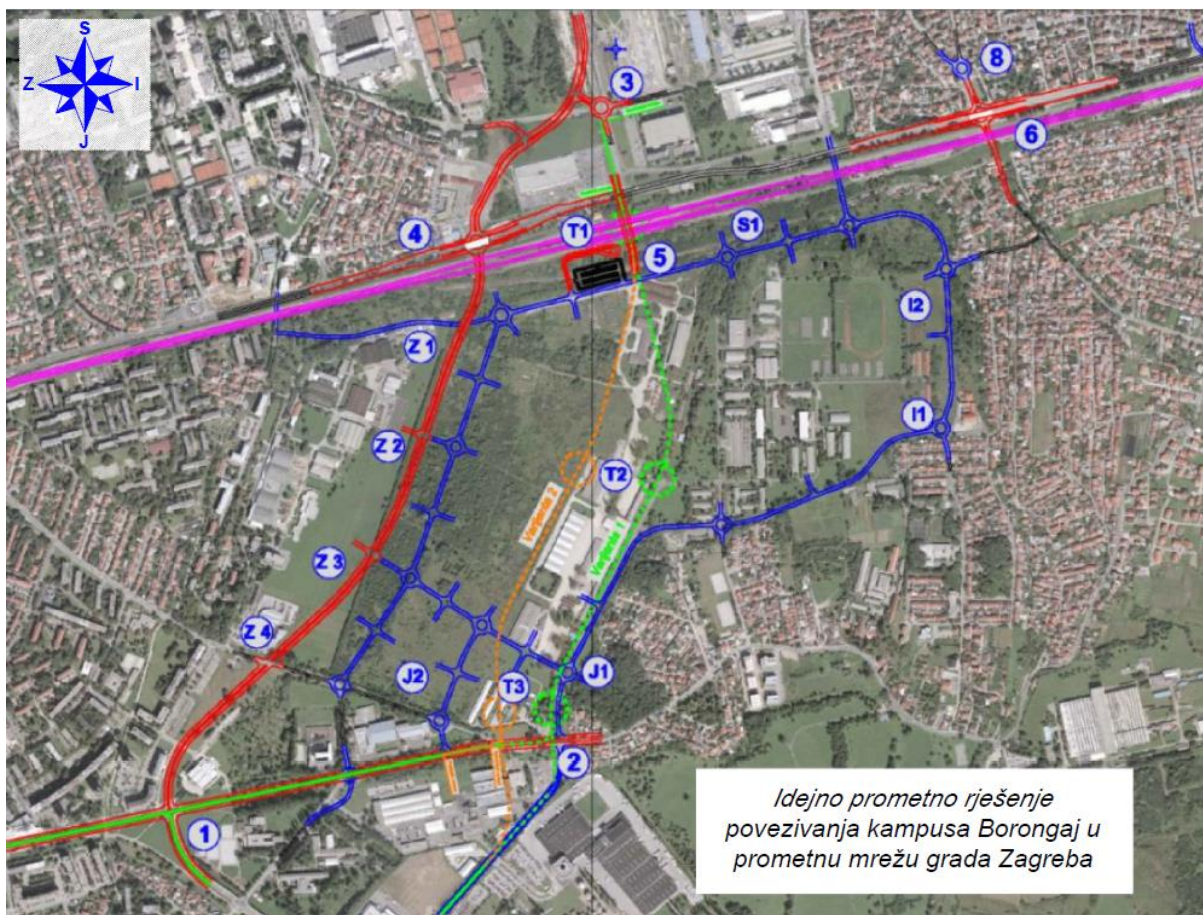 S
Z
I
J
3
8
6
4
T1
S1
5
I2
Z 1
I1
Z 2
T2
Varijanta 2
Varijanta 1
Z 3
Z 4
J2
T3
J1
2
1
Idejno prometno rješenje
povezivanja kampusa Borongaj u
prometnu mrežu grada Zagreba